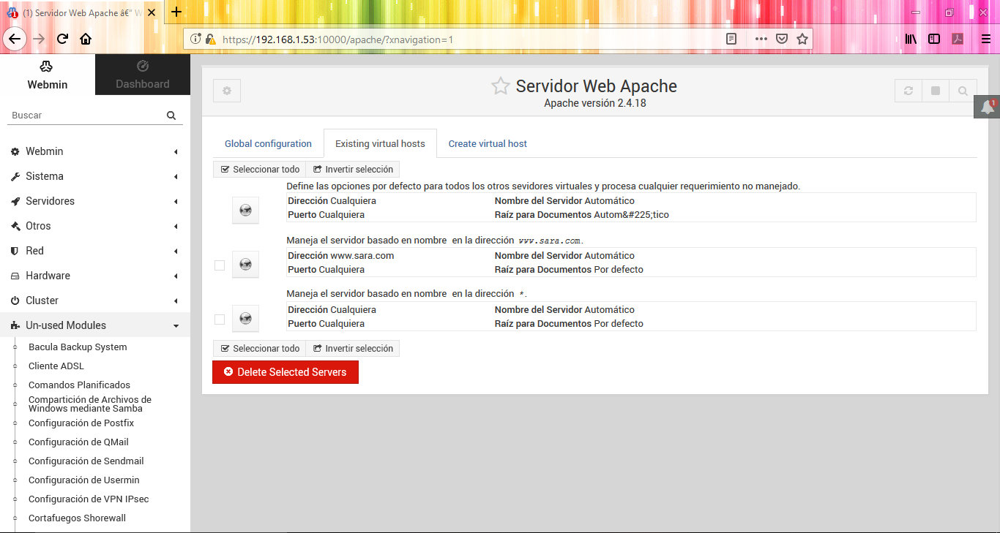 (1) Servidor Web Apache â€" W
https://192.168.1.53:10000/apache/?xnavigation=1
Webmin
Dashboard
Buscar
Webmin
Sistema
Servidores
Otros
Red
Hardware
Cluster
Un-used Modules
Bacula Backup System
Cliente ADSL
Comandos Planificados
Compartición de Archivos de
Windows mediante Samba
Configuración de Postfix
Configuración de QMail
Configuración de Sendmail
Configuración de Usermin
Configuración de VPN IPsec
Cortafuegos Shorewall
Servidor Web Apache
Apache versión 2.4.18
1
Global configuration
Existing virtual hosts
Create virtual host
Seleccionar todo
Invertir selección
Define las opciones por defecto para todos los otros sevidores virtuales y procesa cualquier requerimiento no manejado.
Dirección Cualquiera
Nombre del Servidor Automático
Puerto Cualquiera
Raíz para Documentos Autom&#225;tico
Maneja el servidor basado en nombre en la dirección www.sara.com.
Dirección www.sara.com
Nombre del Servidor Automático
Puerto Cualquiera
Raíz para Documentos Por defecto
Maneja el servidor basado en nombre en la dirección *.
Dirección Cualquiera
Nombre del Servidor Automático
Puerto Cualquiera
Raíz para Documentos Por defecto
Seleccionar todo
Invertir selección
Delete Selected Servers